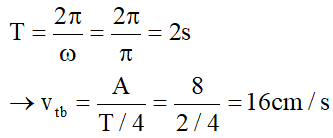 T = 2π/ω = 2π/π = 2s
→ v_tb = A/(T / 4) = 8/(2 / 4) = 16cm / s